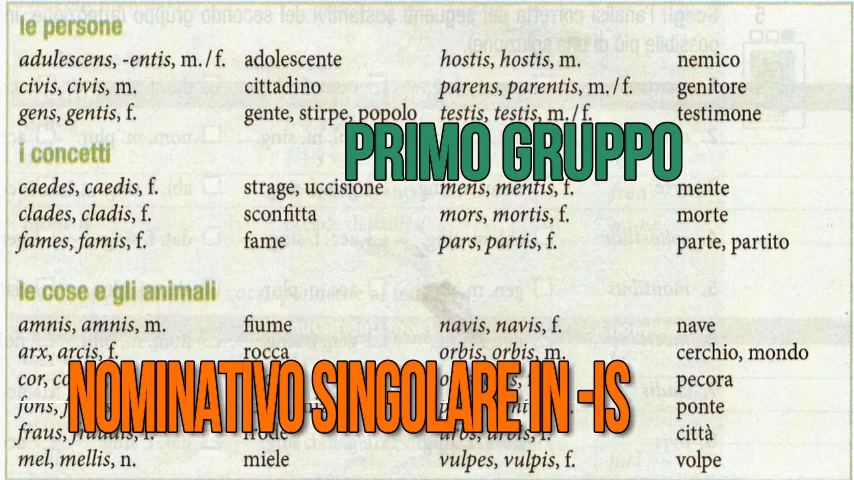 le persone
adulescens, -entis, m. / f. adolescente hostis, hostis, m. nemico
civis, civis, m. cittadino parens, parentis, m. / f. genitore
gens, gentis, f. gente, stirpe, popolo testis, testis, m. / f. testimone
PRIMO GRUPPO
i concetti
caedes, caedis, f. strage, uccisione mens, mentis, f. mente
clades, cladis, f. sconfitta mors, mortis, f. morte
fames, famis, f. fame pars, partis, f. parte, partito
le cose e gli animali
amnis, amnis, m. fiume navis, navis, f. nave
arx, arcis, f. rocca orbis, orbis, m. cerchio, mondo
cor, pecora
NOMINATIVO SINGOLARE IN -IS
fons, ponte
fraus, fraudis, f. frode città
mel, mellis, n. miele vulpes, vulpis, f. volpe